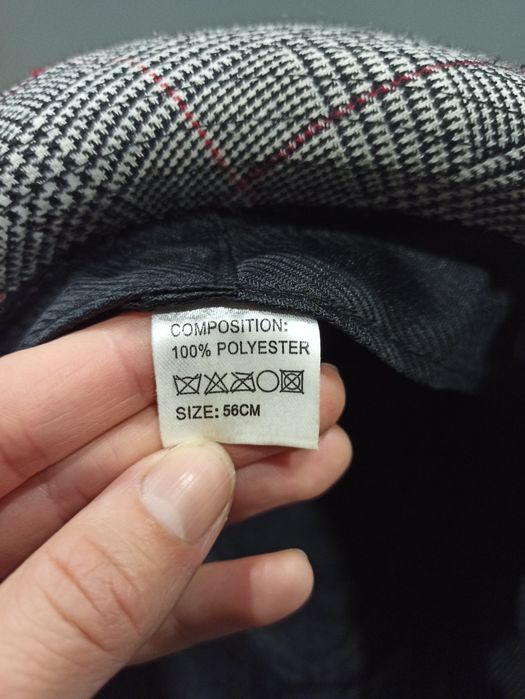 COMPOSITION:
100% POLYESTER
SIZE: 56CM